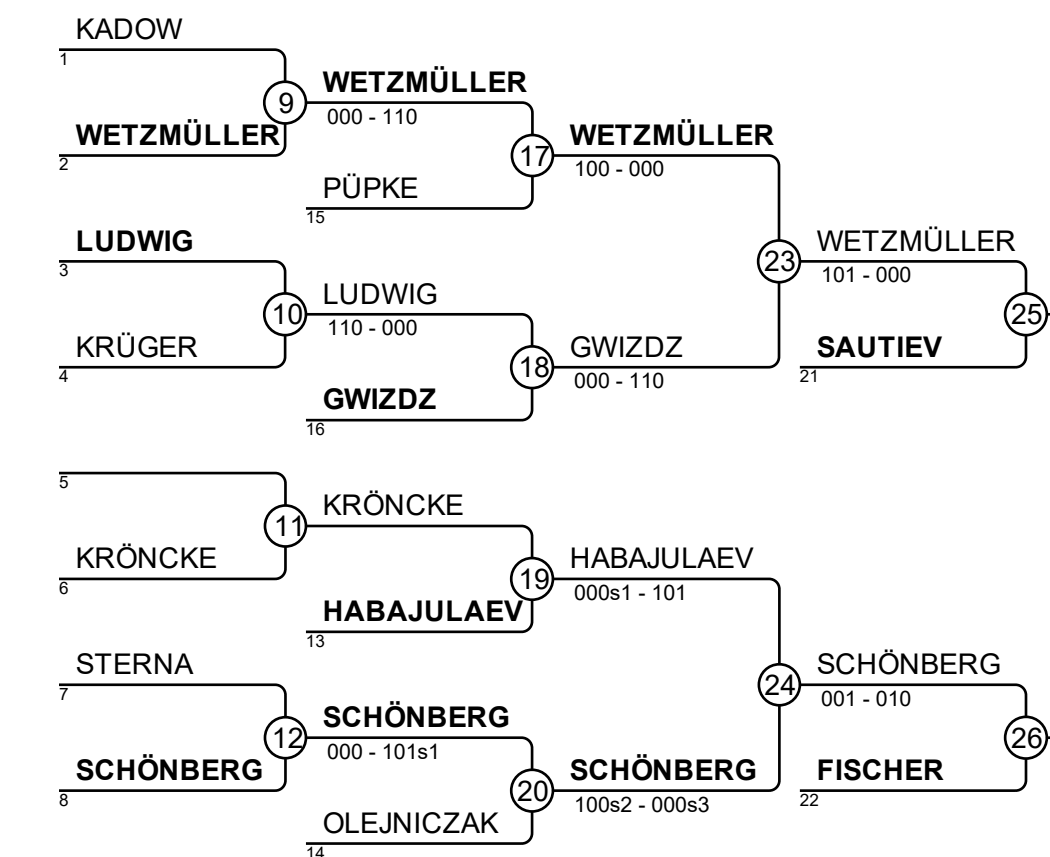 KADOW
1
9
WETZMÜLLER
000 - 110
WETZMÜLLER
2
17
WETZMÜLLER
100 - 000
PÜPKE
15
LUDWIG
3
23
WETZMÜLLER
101 - 000
10
LUDWIG
110 - 000
25
KRÜGER
4
18
GWIZDZ
000 - 110
SAUTIEV
21
GWIZDZ
16
5
11
KRÖNCKE
KRÖNCKE
6
19
HABAJULAEV
000s1 - 101
HABAJULAEV
13
STERNA
7
24
SCHÖNBERG
001 - 010
12
SCHÖNBERG
000 - 101s1
26
SCHÖNBERG
8
20
SCHÖNBERG
100s2 - 000s3
FISCHER
22
OLEJNICZAK
14